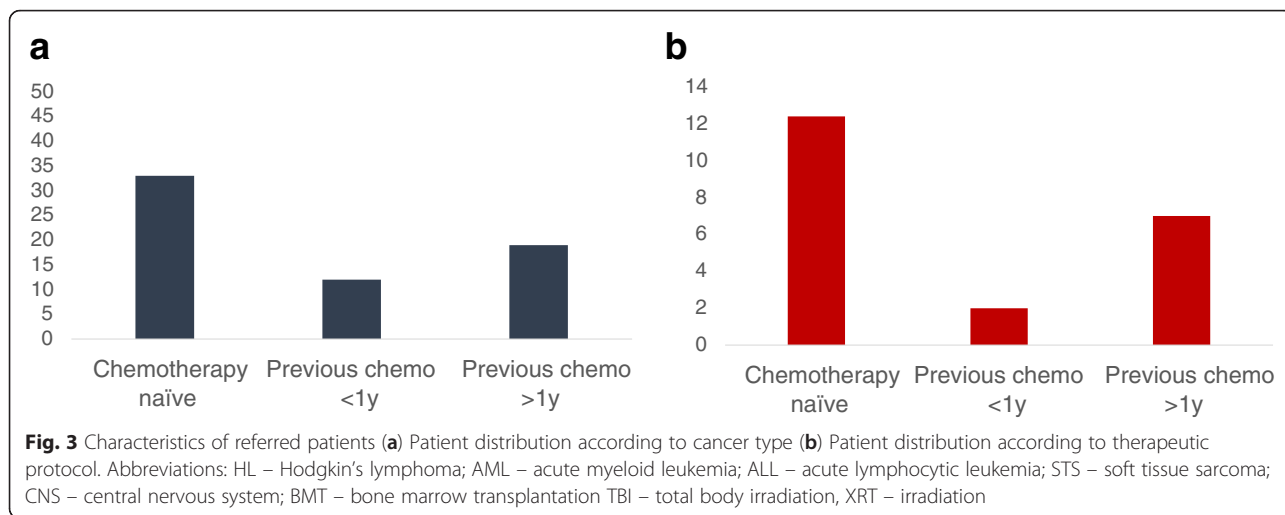 a
50
45
40
35
30
25
20
15
10
5
0
Chemotherapy naïve
Previous chemo <1y
Previous chemo >1y
b
14
12
10
8
6
4
2
0
Chemotherapy naïve
Previous chemo <1y
Previous chemo >1y
Fig. 3 Characteristics of referred patients (a) Patient distribution according to cancer type (b) Patient distribution according to therapeutic
protocol. Abbreviations: HL – Hodgkin's lymphoma; AML – acute myeloid leukemia; ALL – acute lymphocytic leukemia; STS – soft tissue sarcoma;
CNS – central nervous system; BMT – bone marrow transplantation TBI – total body irradiation, XRT – irradiation